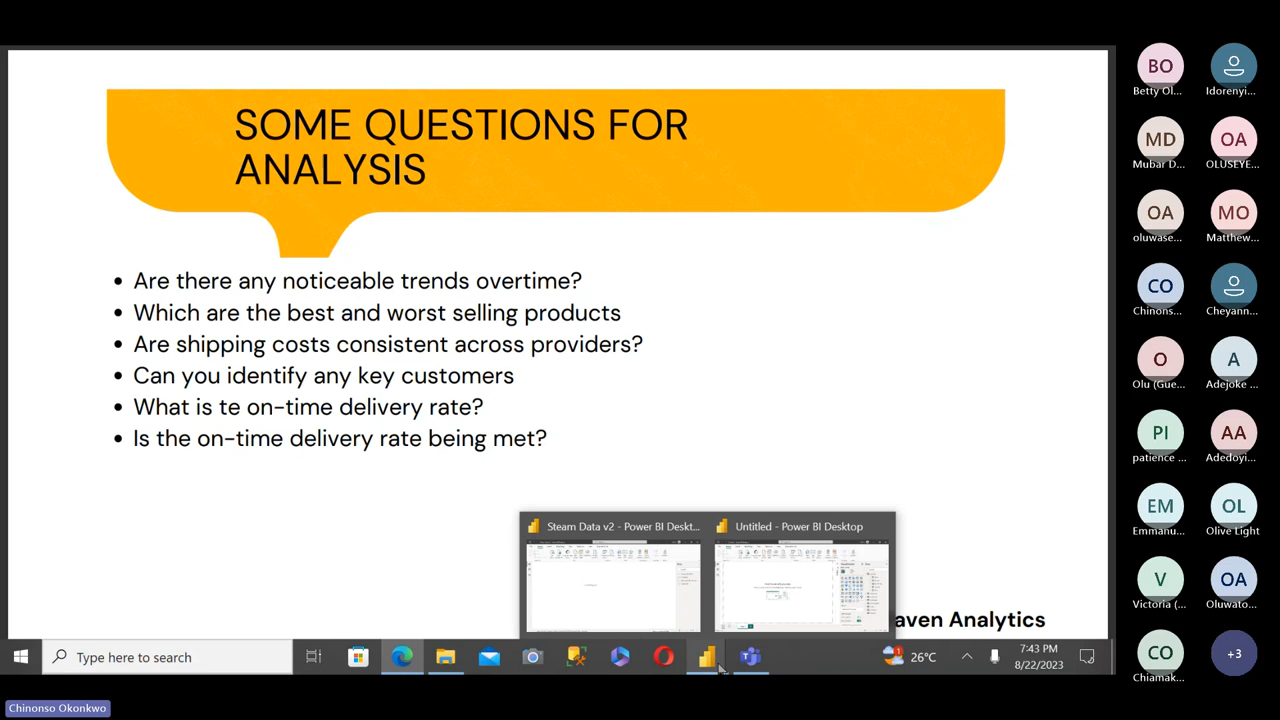 SOME QUESTIONS FOR
ANALYSIS
• Are there any noticeable trends overtime?
• Which are the best and worst selling products
• Are shipping costs consistent across providers?
• Can you identify any key customers
• What is te on-time delivery rate?
• Is the on-time delivery rate being met?
Steam Data v2 - Power BI Deskt...
Untitled - Power BI Desktop
aven Analytics
Type here to search
1
26°C
7:43 PM
8/22/2023
BO
Betty Ol...
Idorenyi...
MD
Mubar D...
OA
OLUSEYE...
OA
oluwase...
MO
Matthew...
CO
Chinons...
Cheyann...
O
Olu (Gue...
A
Adejoke ...
PI
patience ...
AA
Adedoyi...
EM
Emmanu...
OL
Olive Light
V
Victoria (...
OA
Oluwato...
CO
Chiamak...
+3
Chinonso Okonkwo